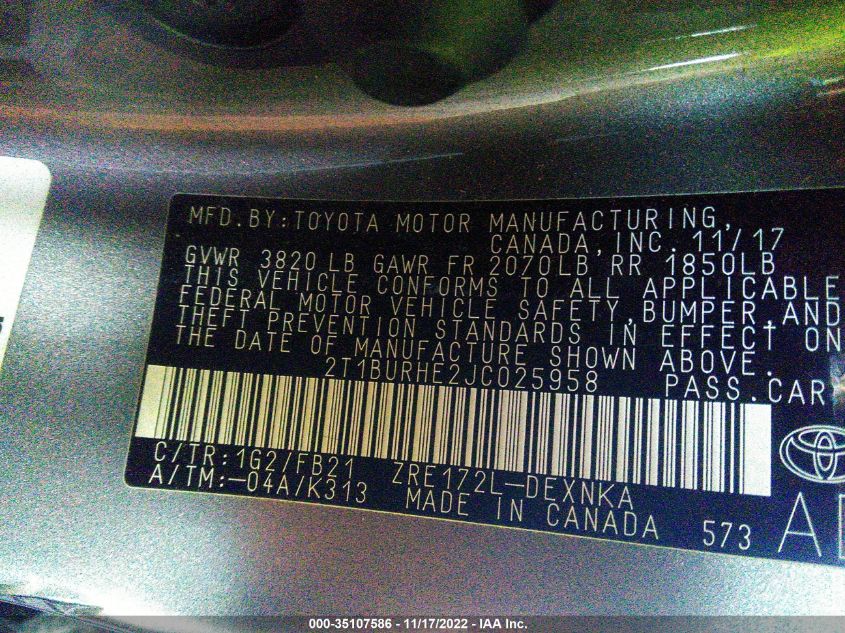 MFD.BY:TOYOTA MOTOR MANUFACTURING,
CANADA,INC. 11/17
GVWR 3820 LB GAWR FR 2070LB RR 1850LB
THIS VEHICLE CONFORMS TO ALL APPLICABLE
FEDERAL MOTOR VEHICLE SAFETY,BUMPER,AND
THEFT PREVENTION STANDARDS IN EFFECT ON
THE DATE OF MANUFACTURE SHOWN ABOVE.
2T1BURHE2JC025958 PASS.CAR
C/TR:1G2/FB21 ZRE172L-DEXNKA
A/TM:-04A/K313 MADE IN CANADA 573
000-35107586 - 11/17/2022 - IAA Inc.